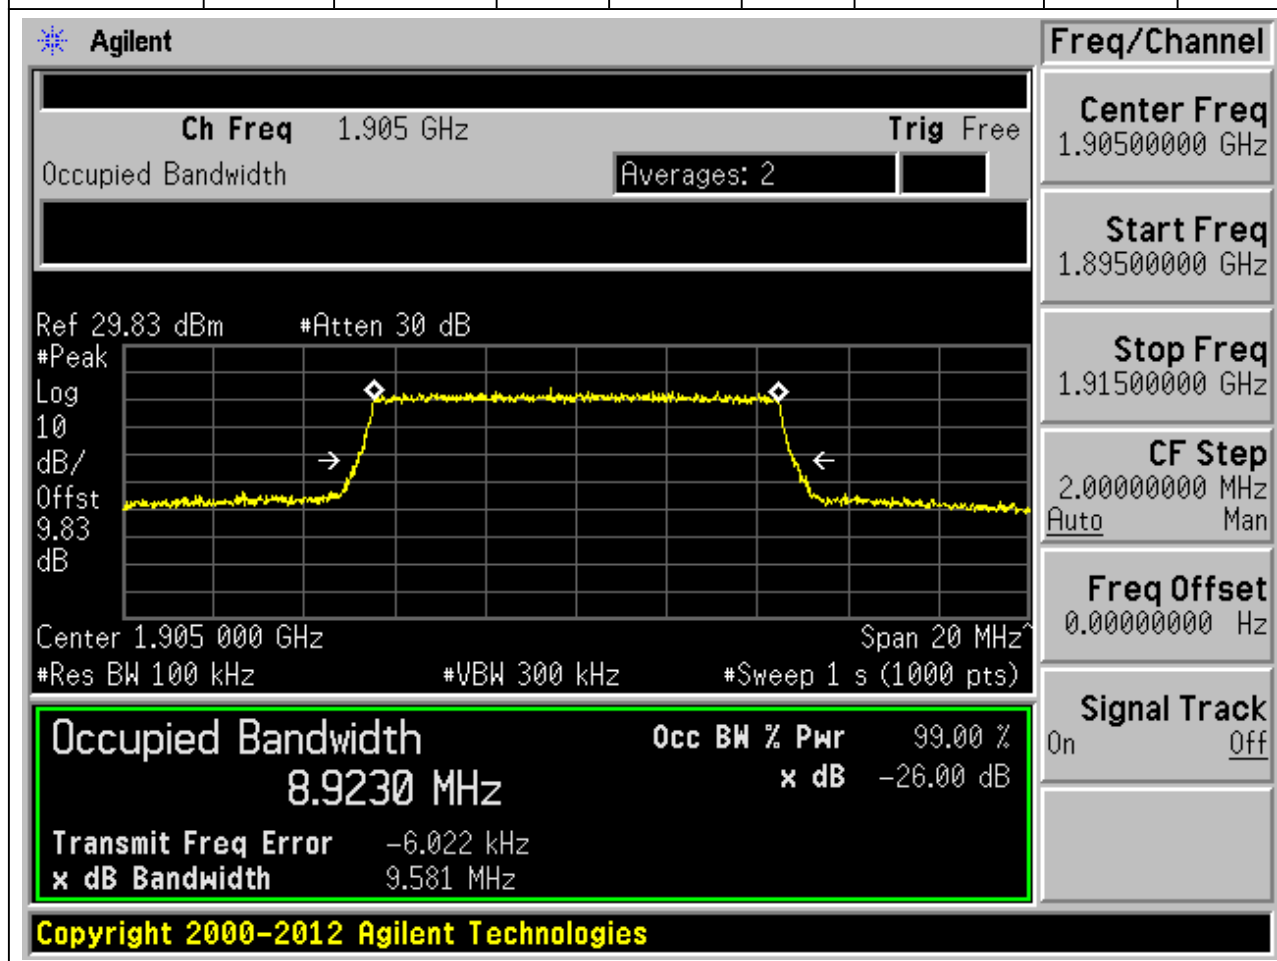 Agilent
Freq/Channel
Ch Freq 1.905 GHz Trig Free
Occupied Bandwidth Averages: 2
Center Freq
1.90500000 GHz
Start Freq
1.89500000 GHz
Stop Freq
1.91500000 GHz
CF Step
2.00000000 MHz
Auto Man
Freq Offset
0.00000000 Hz
Signal Track
On Off
Ref 29.83 dBm #Atten 30 dB
#Peak
Log
10
dB/
Offst
9.83
dB
Center 1.905 000 GHz Span 20 MHz^
#Res BW 100 kHz #VBW 300 kHz #Sweep 1 s (1000 pts)
Occupied Bandwidth Occ BW % Pwr 99.00 %
8.9230 MHz x dB -26.00 dB
Transmit Freq Error -6.022 kHz
x dB Bandwidth 9.581 MHz
Copyright 2000-2012 Agilent Technologies